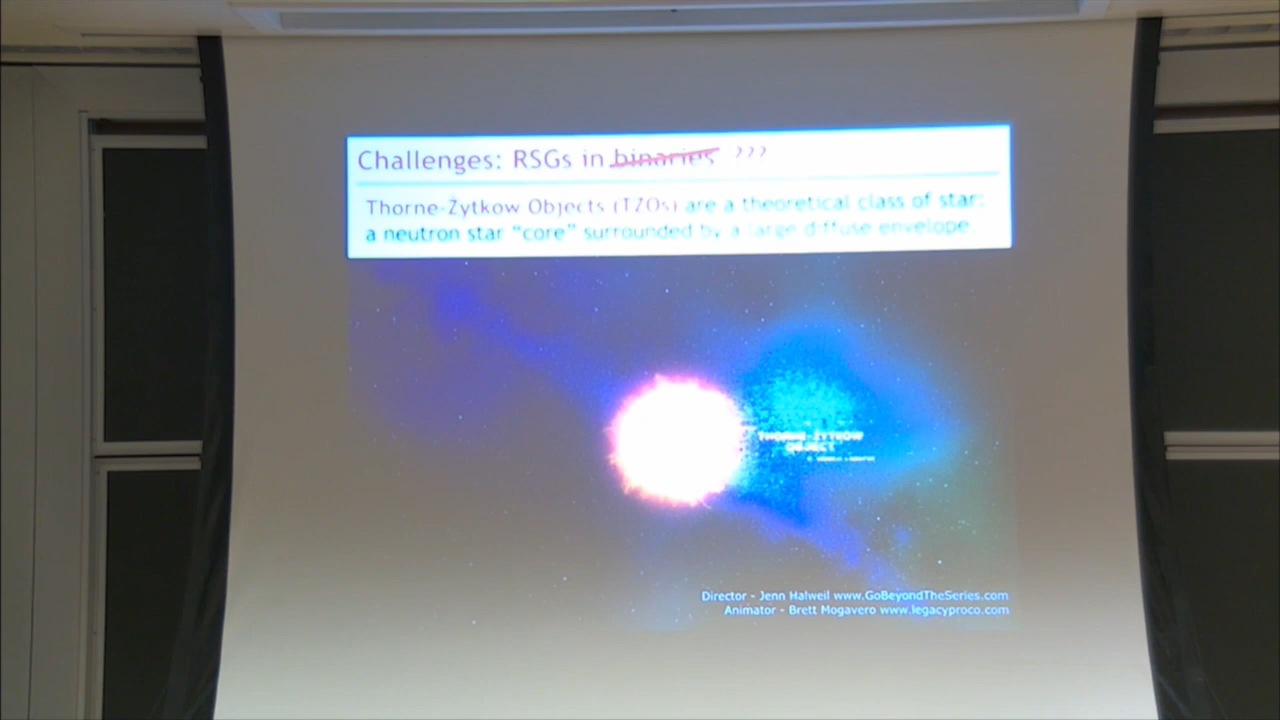 Challenges: RSGs in binaries ???
Thorne-Żytkow Objects (TZOs) are a theoretical class of star:
a neutron star “core” surrounded by a large diffuse envelope.
THORNE-ŻYTKOW
OBJECT
Director - Jenn Halweil www.GoBeyondTheSeries.com
Animator - Brett Mogavero www.legacyproco.com